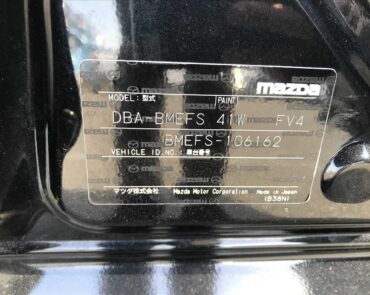 mazda
MODEL: 型式 PAINT
DBA-BMEFS 41W FV4
BMEFS-106162
VEHICLE ID.NO.: 車台番号
マツダ株式会社 Mazda Motor Corporation Made in Japan
(B38N)